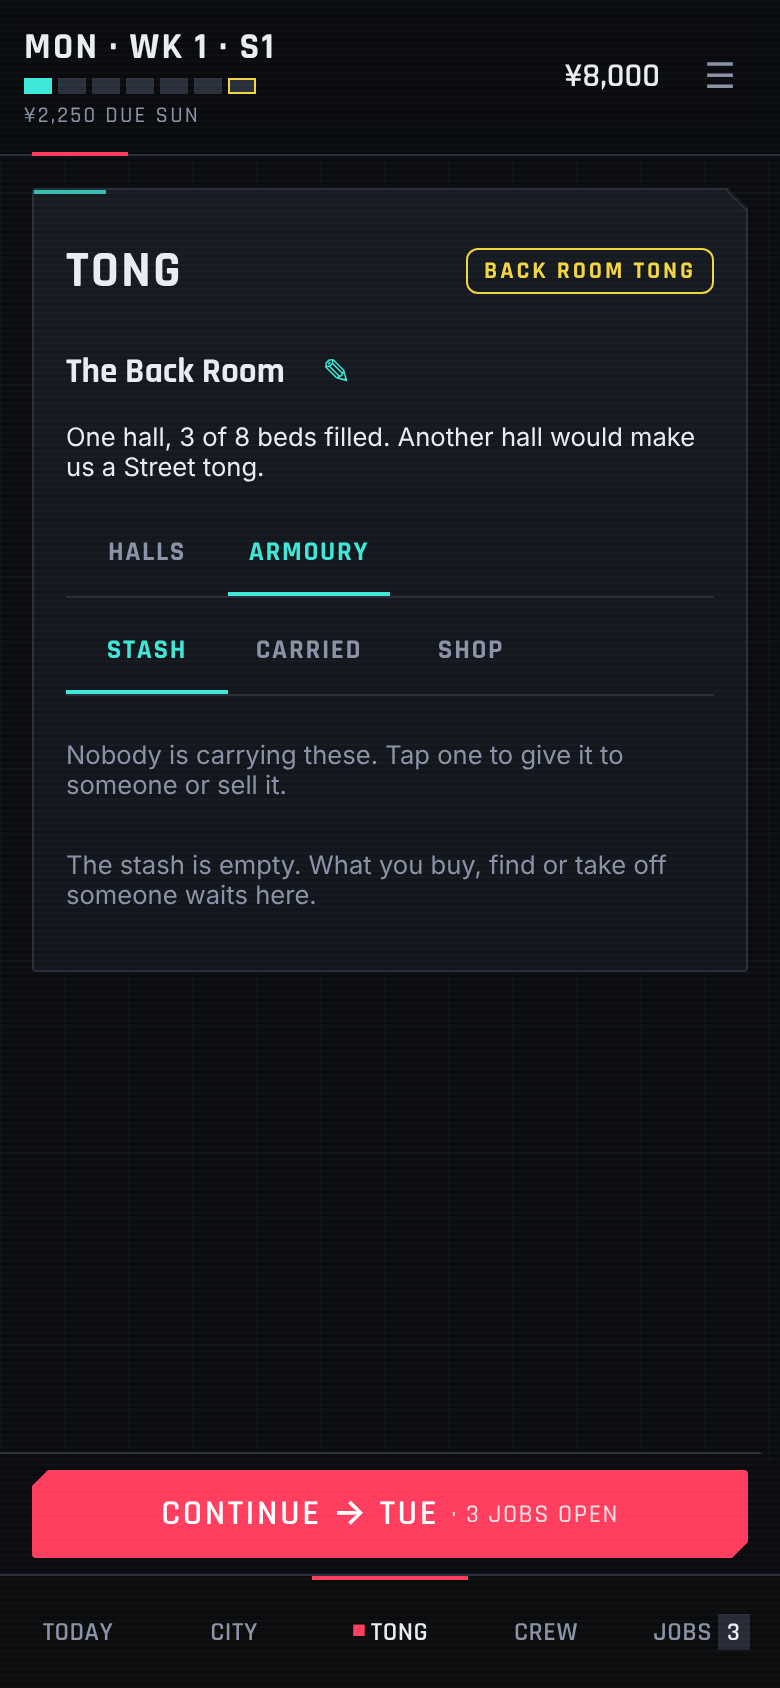 MON · WK 1 · S1
¥2,250 DUE SUN
¥8,000
☰
TONG
BACK ROOM TONG
The Back Room ✎
One hall, 3 of 8 beds filled. Another hall would make
us a Street tong.
HALLS ARMOURY
STASH CARRIED SHOP
Nobody is carrying these. Tap one to give it to
someone or sell it.
The stash is empty. What you buy, find or take off
someone waits here.
CONTINUE → TUE · 3 JOBS OPEN
TODAY CITY TONG CREW JOBS 3